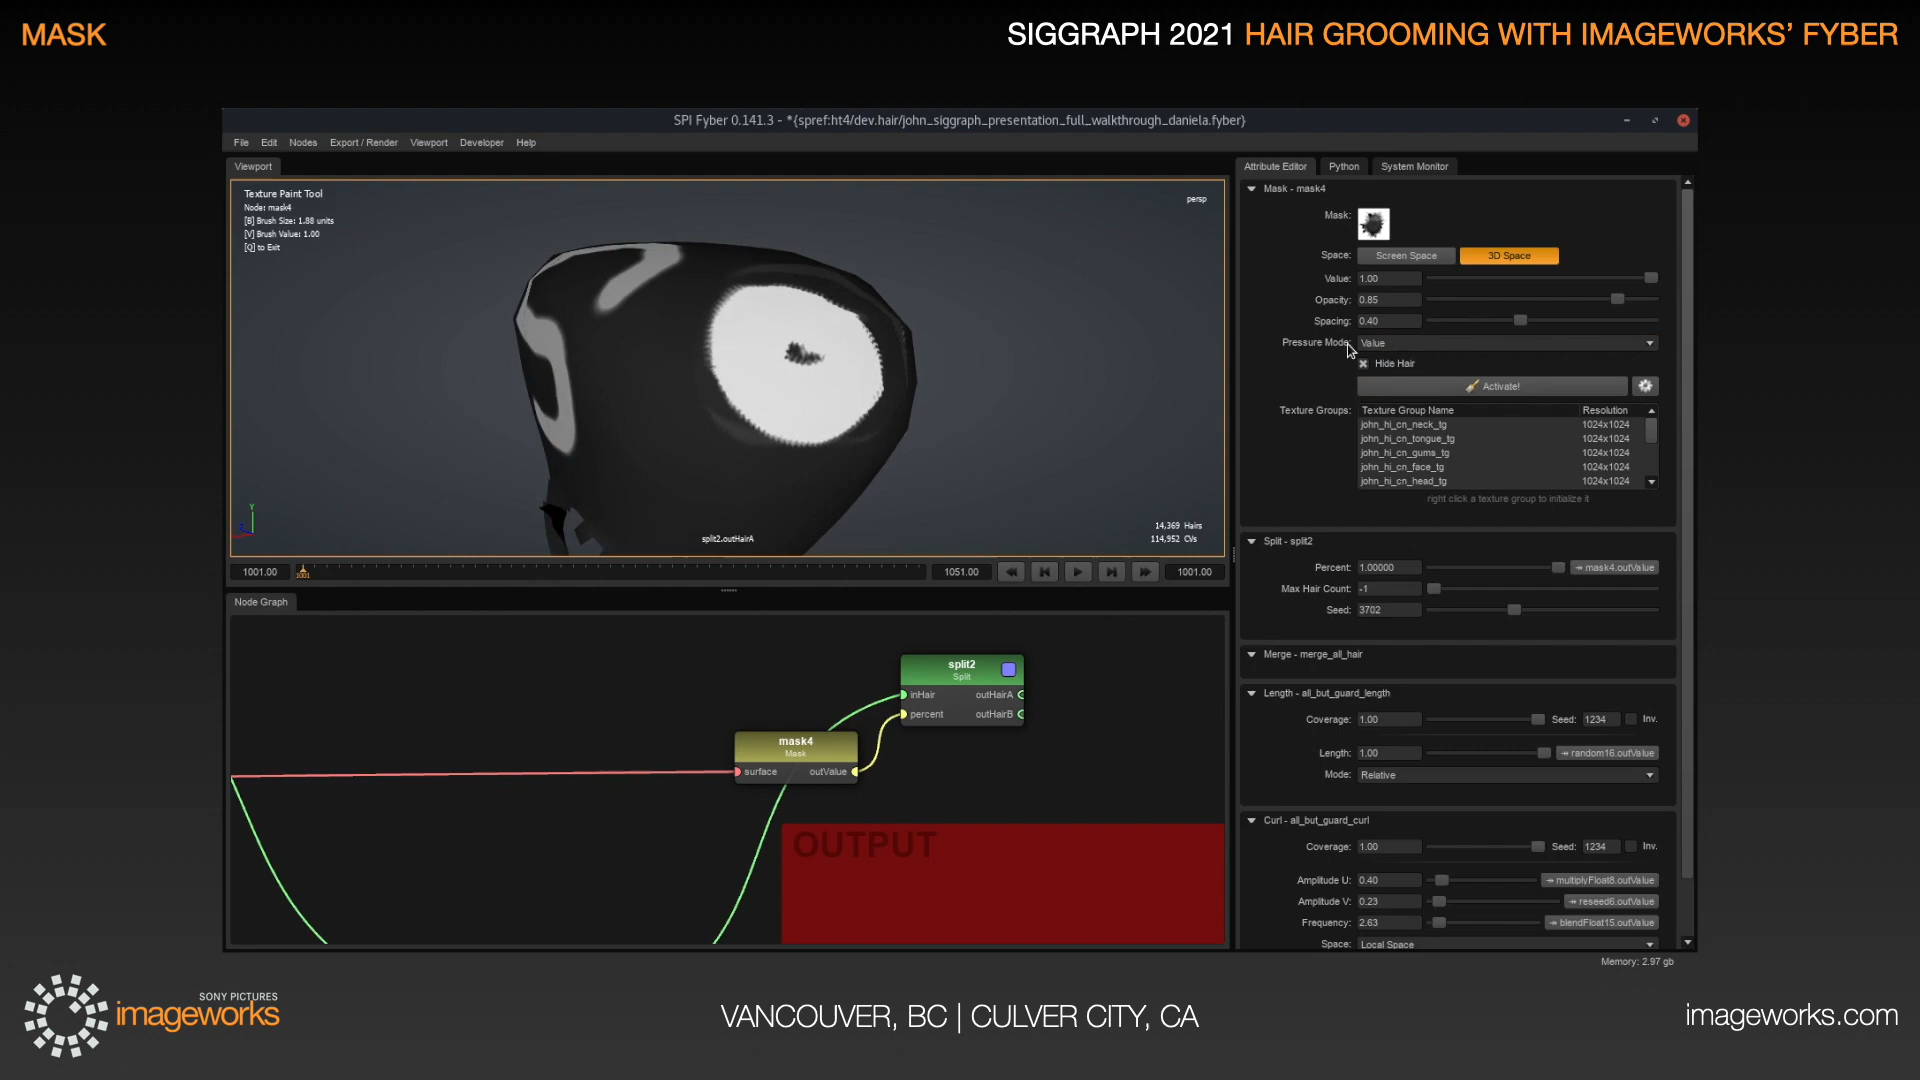 MASK
SIGGRAPH 2021 HAIR GROOMING WITH IMAGEWORKS' FYBER
SPI Fyber 0.141.3 - *{spref:ht4/dev.hair/john_siggraph_presentation_full_walkthrough_daniela.fyber}
File Edit Nodes Export / Render Viewport Developer Help
Viewport
Texture Paint Tool
Node: mask4
[B] Brush Size: 1.88 units
[V] Brush Value: 1.00
[Q] to Exit
persp
Y
Z
split2.outHairA
14,369 Hairs
114,952 CVs
1001.00
1001
1051.00
1001.00
Node Graph
split2
Split
inHair outHairA
percent outHairB
mask4
Mask
surface outValue
OUTPUT
Attribute Editor Python System Monitor
Mask - mask4
Mask:
Space: Screen Space 3D Space
Value: 1.00
Opacity: 0.85
Spacing: 0.40
Pressure Mode: Value
Hide Hair
Activate!
Texture Groups: Texture Group Name Resolution
john_hi_cn_neck_tg 1024x1024
john_hi_cn_tongue_tg 1024x1024
john_hi_cn_gums_tg 1024x1024
john_hi_cn_face_tg 1024x1024
john_hi_cn_head_tg 1024x1024
right click a texture group to initialize it
Split - split2
Percent: 1.00000 mask4.outValue
Max Hair Count: -1
Seed: 3702
Merge - merge_all_hair
Length - all_but_guard_length
Coverage: 1.00 Seed: 1234 Inv.
Length: 1.00 random16.outValue
Mode: Relative
Curl - all_but_guard_curl
Coverage: 1.00 Seed: 1234 Inv.
Amplitude U: 0.40 multiplyFloat8.outValue
Amplitude V: 0.23 reseed6.outValue
Frequency: 2.63 blendFloat15.outValue
Space: Local Space
Memory: 2.97 gb
SONY PICTURES
imageworks
VANCOUVER, BC | CULVER CITY, CA
imageworks.com